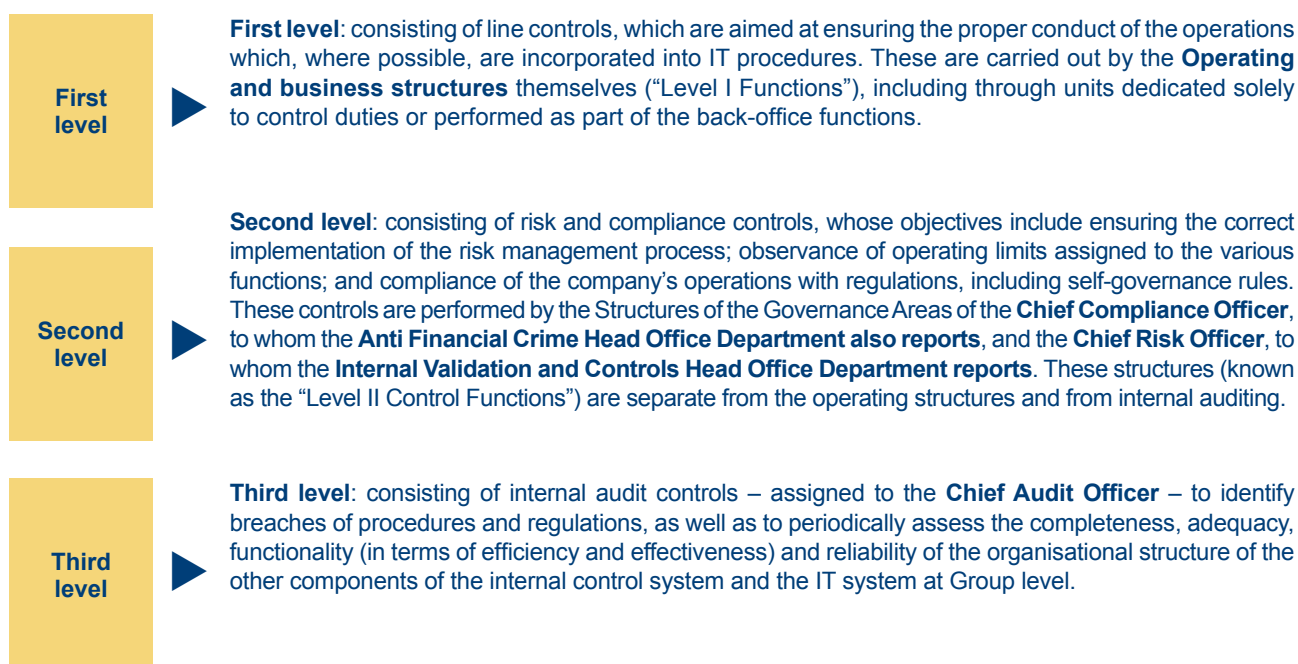 First
level
First level: consisting of line controls, which are aimed at ensuring the proper conduct of the operations
which, where possible, are incorporated into IT procedures. These are carried out by the Operating
and business structures themselves (“Level I Functions”), including through units dedicated solely
to control duties or performed as part of the back-office functions.
Second
level
Second level: consisting of risk and compliance controls, whose objectives include ensuring the correct
implementation of the risk management process; observance of operating limits assigned to the various
functions; and compliance of the company’s operations with regulations, including self-governance rules.
These controls are performed by the Structures of the Governance Areas of the Chief Compliance Officer,
to whom the Anti Financial Crime Head Office Department also reports, and the Chief Risk Officer, to
whom the Internal Validation and Controls Head Office Department reports. These structures (known
as the “Level II Control Functions”) are separate from the operating structures and from internal auditing.
Third
level
Third level: consisting of internal audit controls – assigned to the Chief Audit Officer – to identify
breaches of procedures and regulations, as well as to periodically assess the completeness, adequacy,
functionality (in terms of efficiency and effectiveness) and reliability of the organisational structure of the
other components of the internal control system and the IT system at Group level.